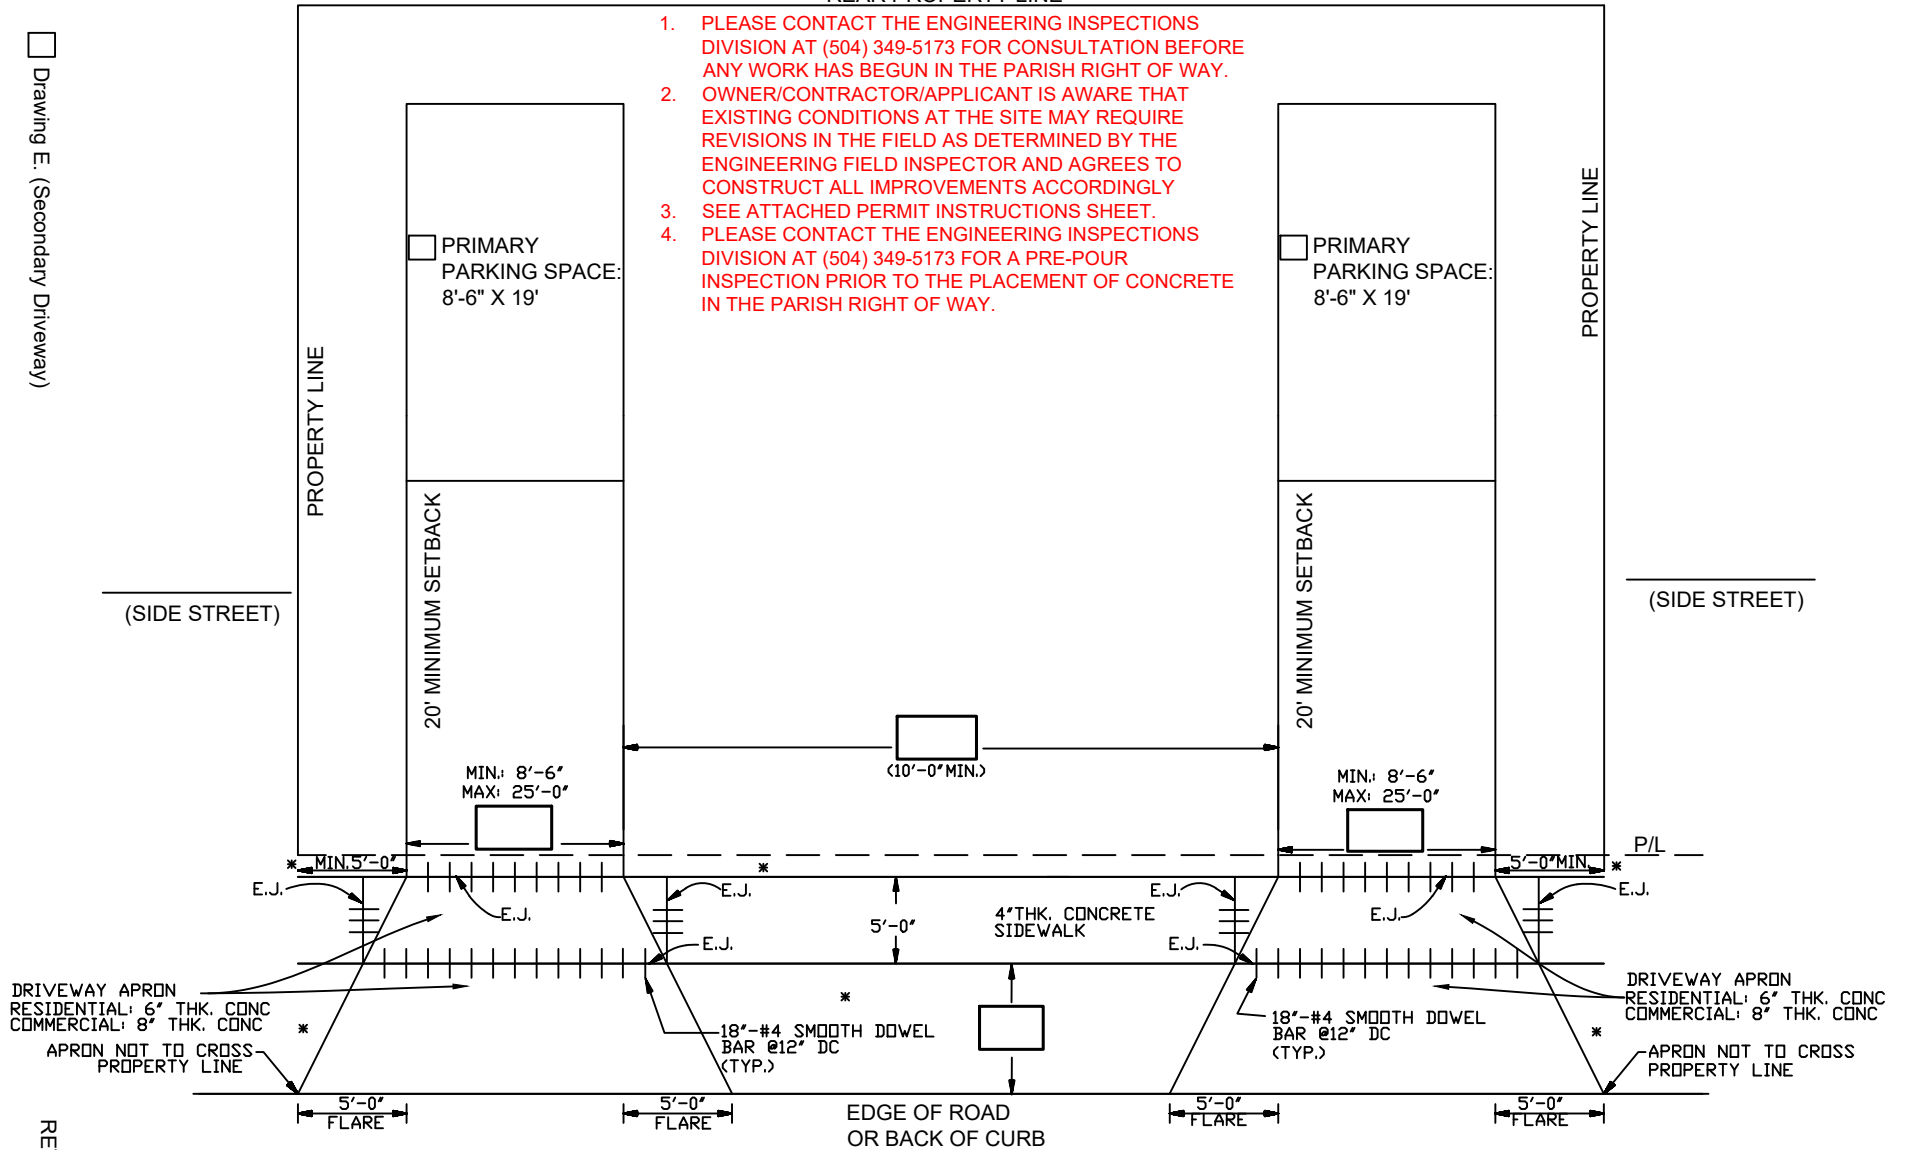 REAR PROPERTY LINE
1. PLEASE CONTACT THE ENGINEERING INSPECTIONS
DIVISION AT (504) 349-5173 FOR CONSULTATION BEFORE
ANY WORK HAS BEGUN IN THE PARISH RIGHT OF WAY.
2. OWNER/CONTRACTOR/APPLICANT IS AWARE THAT
EXISTING CONDITIONS AT THE SITE MAY REQUIRE
REVISIONS IN THE FIELD AS DETERMINED BY THE
ENGINEERING FIELD INSPECTOR AND AGREES TO
CONSTRUCT ALL IMPROVEMENTS ACCORDINGLY
3. SEE ATTACHED PERMIT INSTRUCTIONS SHEET.
4. PLEASE CONTACT THE ENGINEERING INSPECTIONS
DIVISION AT (504) 349-5173 FOR A PRE-POUR
INSPECTION PRIOR TO THE PLACEMENT OF CONCRETE
IN THE PARISH RIGHT OF WAY.
Drawing E. (Secondary Driveway)
PRIMARY
PARKING SPACE:
8'-6" X 19'
PRIMARY
PARKING SPACE:
8'-6" X 19'
PROPERTY LINE
PROPERTY LINE
20' MINIMUM SETBACK
20' MINIMUM SETBACK
(SIDE STREET)
(SIDE STREET)
(10'-0" MIN.)
MIN.: 8'-6"
MAX: 25'-0"
MIN.: 8'-6"
MAX: 25'-0"
P/L
* MIN.5'-0"
*
5'-0"MIN. *
E.J.
E.J.
E.J.
E.J.
E.J.
E.J.
E.J.
E.J.
5'-0"
4"THK. CONCRETE
SIDEWALK
DRIVEWAY APRON
RESIDENTIAL: 6" THK. CONC
COMMERCIAL: 8" THK. CONC
*
*
*
DRIVEWAY APRON
RESIDENTIAL: 6" THK. CONC
COMMERCIAL: 8" THK. CONC
18"-#4 SMOOTH DOWEL
BAR @12" OC
(TYP.)
18"-#4 SMOOTH DOWEL
BAR @12" OC
(TYP.)
APRON NOT TO CROSS
PROPERTY LINE
APRON NOT TO CROSS
PROPERTY LINE
5'-0"
FLARE
5'-0"
FLARE
5'-0"
FLARE
5'-0"
FLARE
EDGE OF ROAD
OR BACK OF CURB
RE